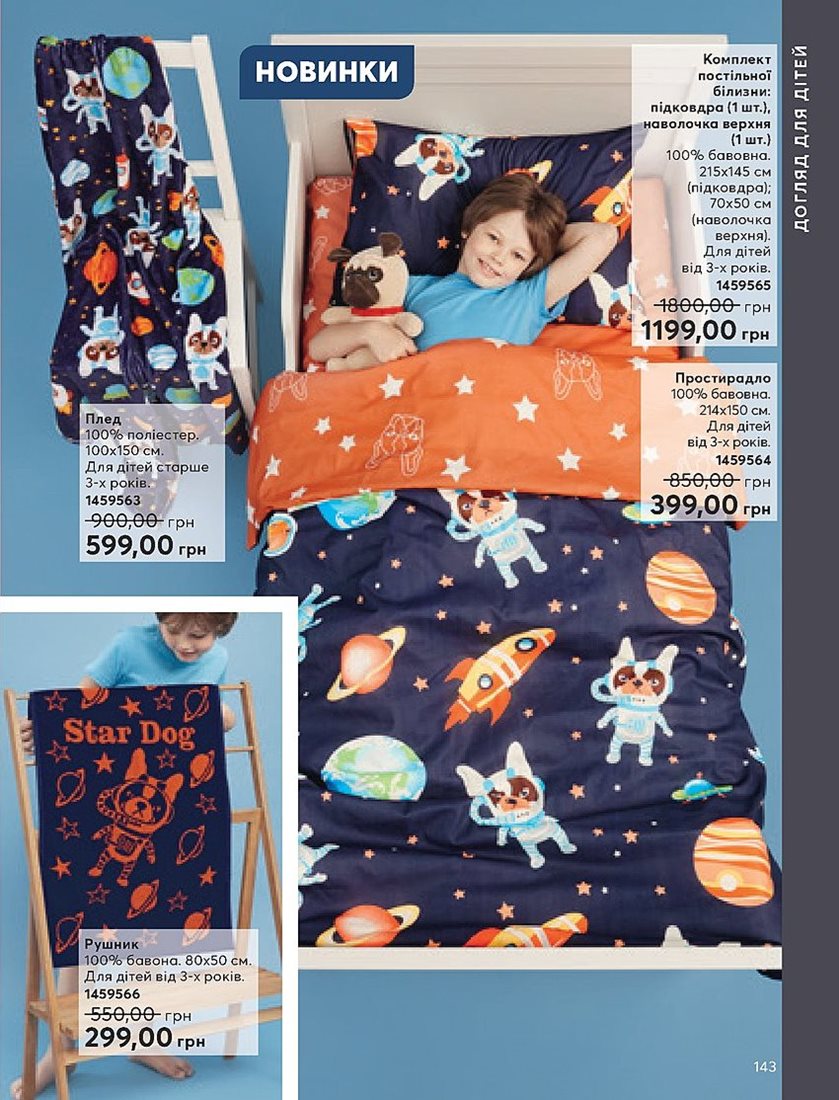 НОВИНКИ
ДОГЛЯД ДЛЯ ДІТЕЙ
Комплект
постільної
білизни:
підковдра (1 шт.),
наволочка верхня
(1 шт.)
100% бавовна.
215х145 см
(підковдра);
70х50 см
(наволочка
верхня).
Для дітей
від 3-х років.
1459565
1800,00 грн
1199,00 грн
Простирадло
100% бавовна.
214х150 см.
Для дітей
від 3-х років.
1459564
850,00 грн
399,00 грн
Плед
100% поліестер.
100х150 см.
Для дітей старше
3-х років.
1459563
900,00 грн
599,00 грн
Star Dog
Рушник
100% бавона. 80х50 см.
Для дітей від 3-х років.
1459566
550,00 грн
299,00 грн
143